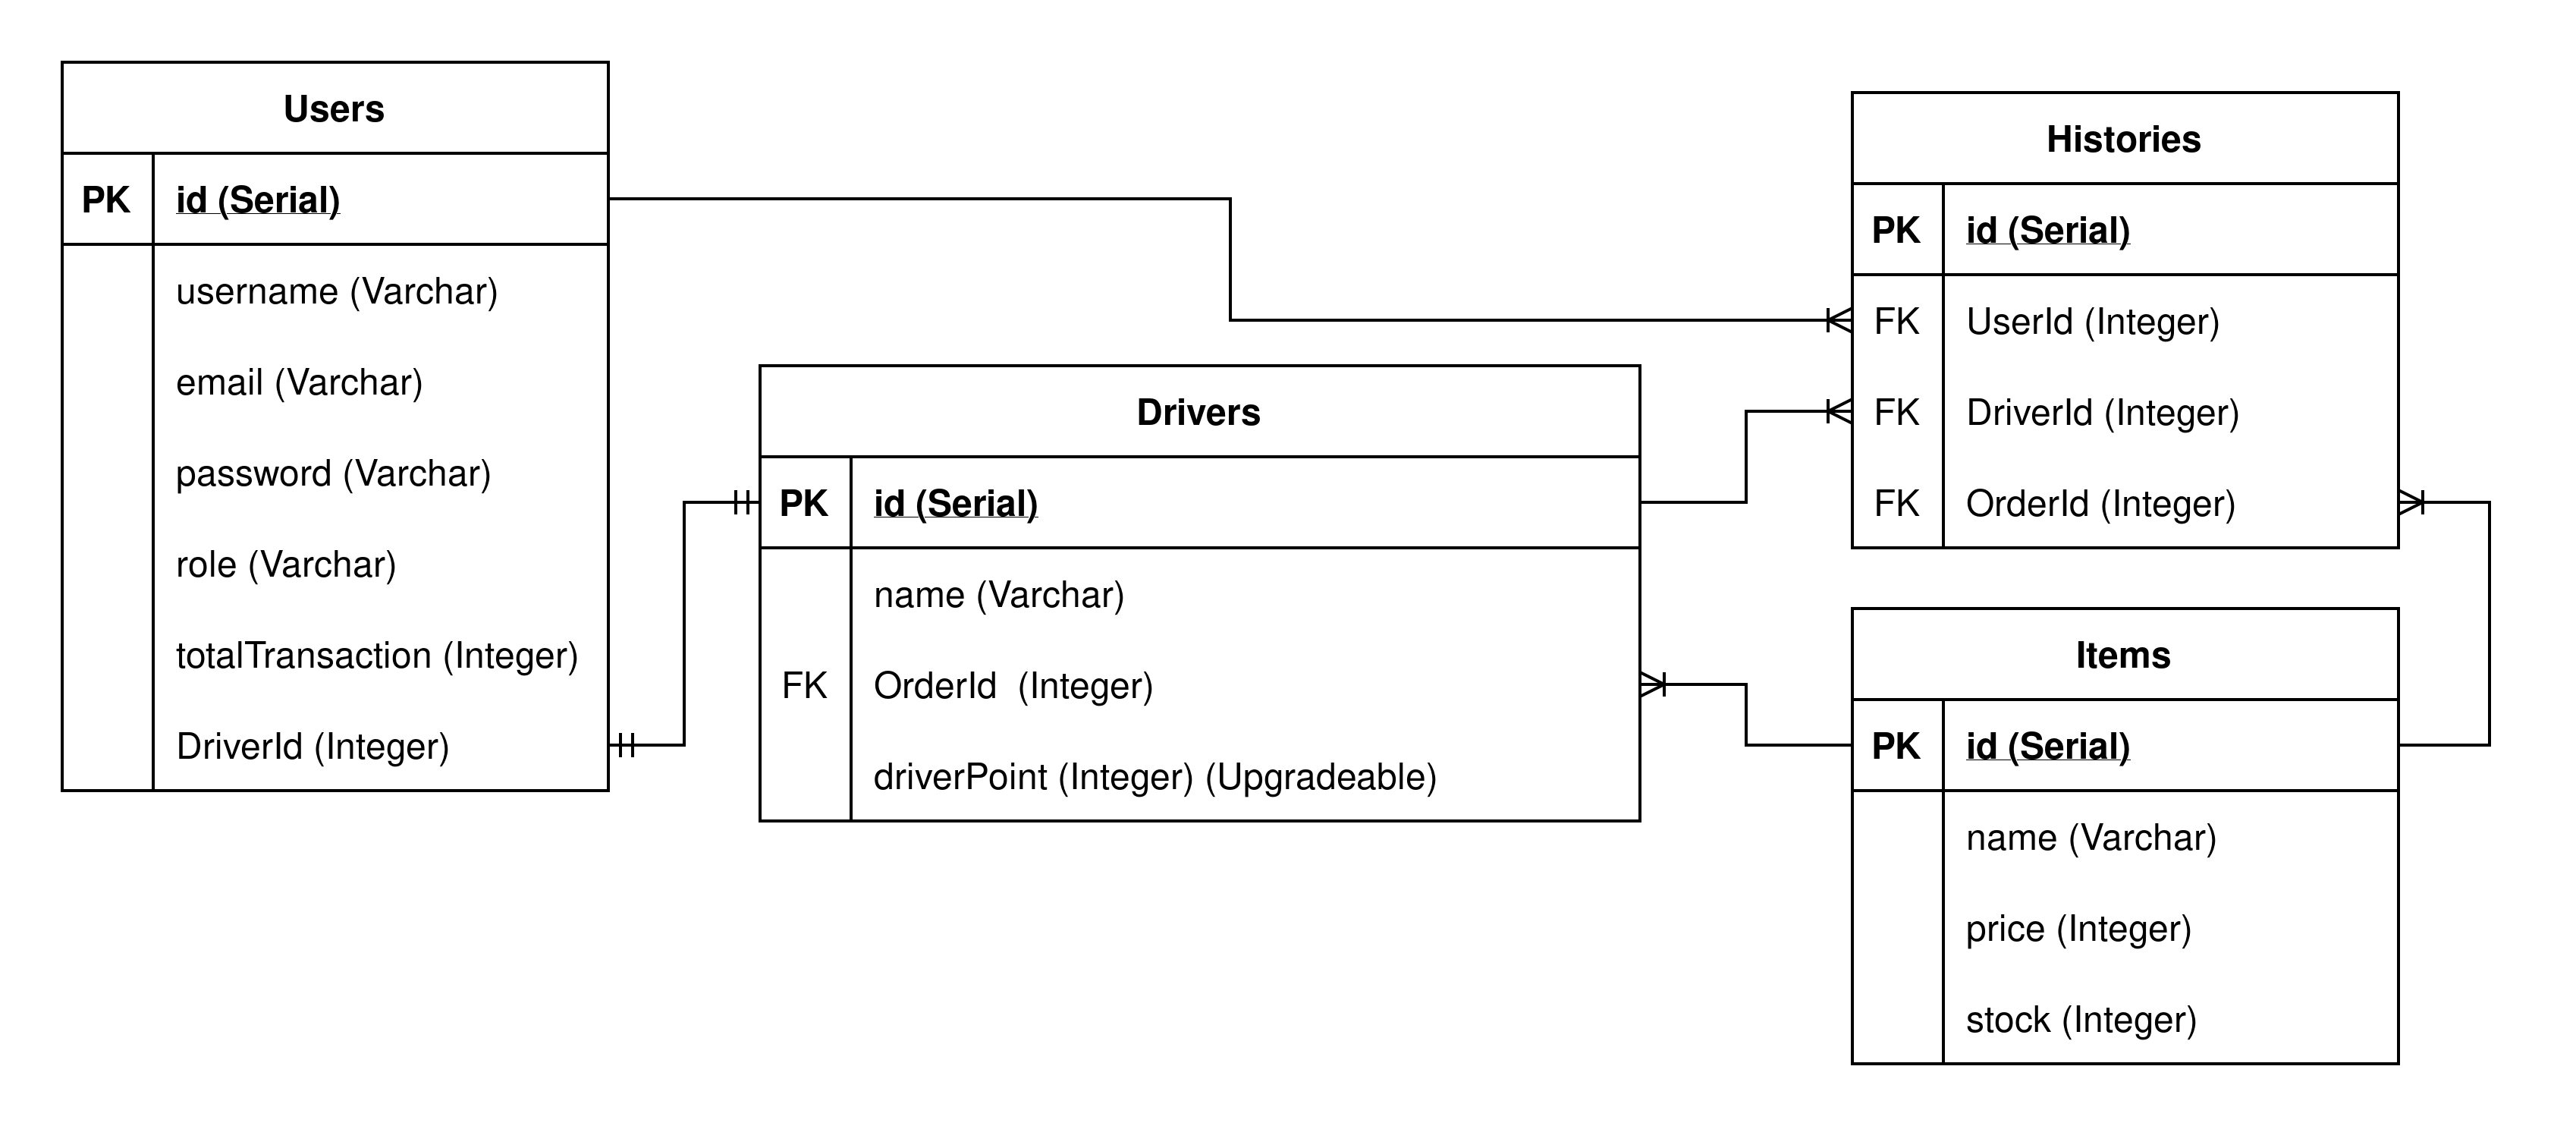 Users
PK id (Serial)
username (Varchar)
email (Varchar)
password (Varchar)
role (Varchar)
totalTransaction (Integer)
DriverId (Integer)
Drivers
PK id (Serial)
name (Varchar)
FK OrderId (Integer)
driverPoint (Integer) (Upgradeable)
Histories
PK id (Serial)
FK UserId (Integer)
FK DriverId (Integer)
FK OrderId (Integer)
Items
PK id (Serial)
name (Varchar)
price (Integer)
stock (Integer)